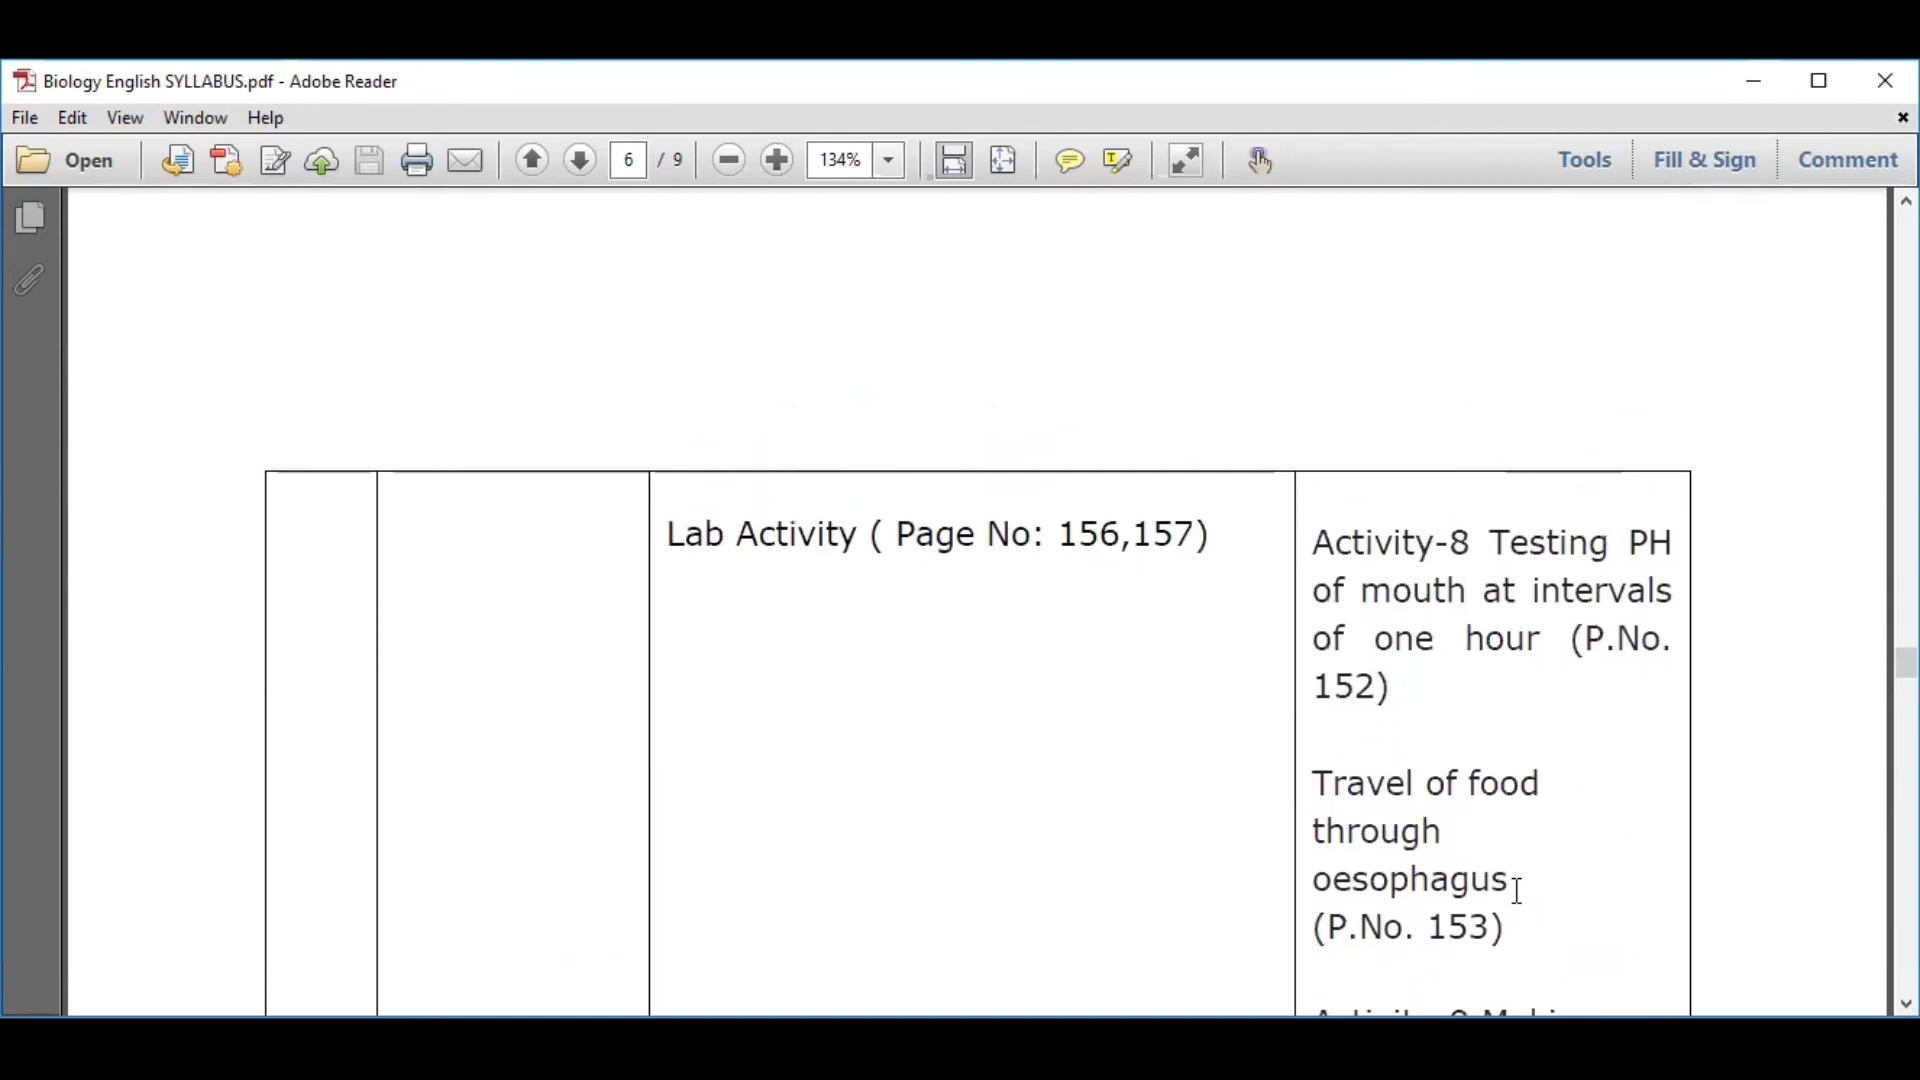 Biology English SYLLABUS.pdf - Adobe Reader
File Edit View Window Help
Open 6 / 9 134% Tools Fill & Sign Comment
Lab Activity ( Page No: 156,157)
Activity-8 Testing PH
of mouth at intervals
of one hour (P.No.
152)
Travel of food
through
oesophagus
(P.No. 153)